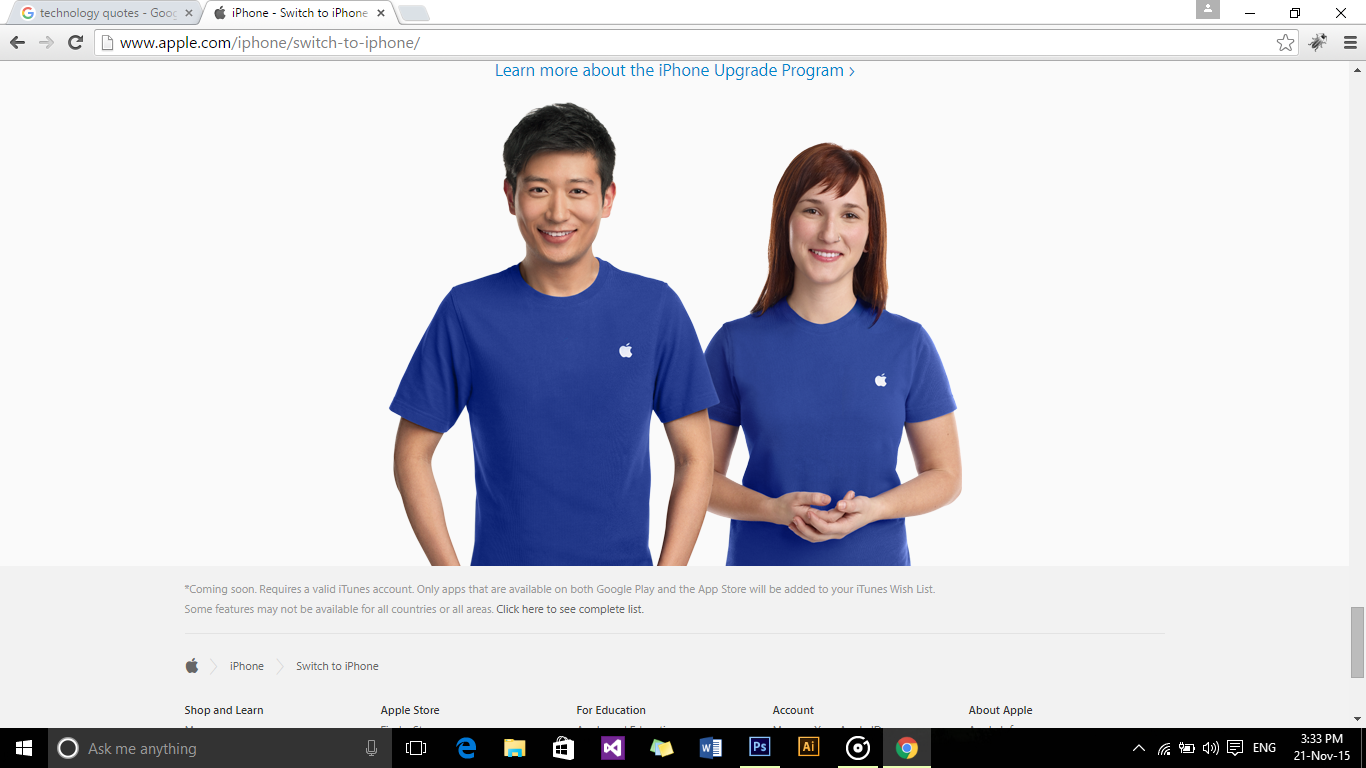 technology quotes - Goog
iPhone - Switch to iPhone
www.apple.com/iphone/switch-to-iphone/
Learn more about the iPhone Upgrade Program ›
*Coming soon. Requires a valid iTunes account. Only apps that are available on both Google Play and the App Store will be added to your iTunes Wish List.
Some features may not be available for all countries or all areas. Click here to see complete list.
iPhone
Switch to iPhone
Shop and Learn
Apple Store
For Education
Account
About Apple
Ask me anything
Ps
Ai
ENG
3:33 PM
21-Nov-15